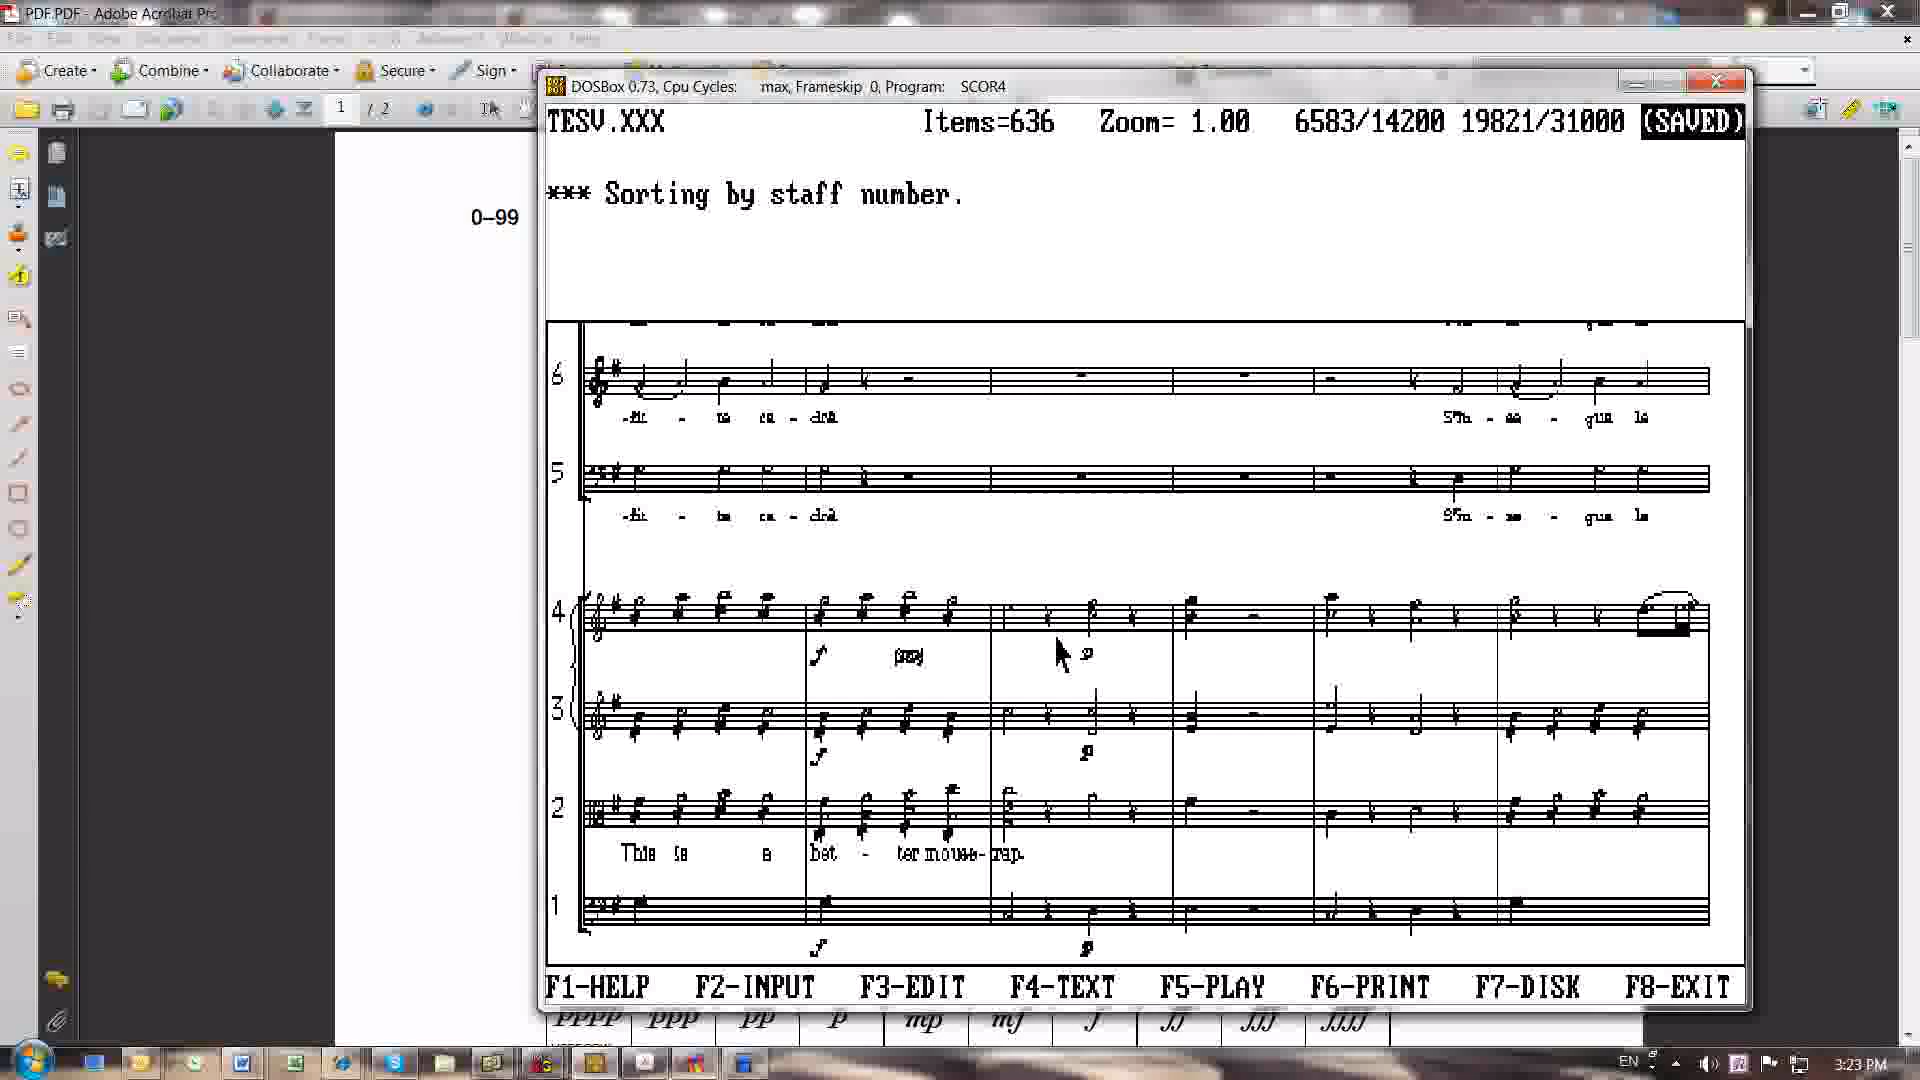 PDF.PDF - Adobe Acrobat Pro
Create Combine Collaborate Secure Sign
1 / 2
0–99
DOSBox 0.73, Cpu Cycles: max, Frameskip 0, Program: SCOR4
TESV.XXX Items=636 Zoom= 1.00 6583/14200 19821/31000 (SAVED)
*** Sorting by staff number.
6
5
4
f p
3
f p
2
This is a bet - ter mouse-trap.
1
f p
F1-HELP F2-INPUT F3-EDIT F4-TEXT F5-PLAY F6-PRINT F7-DISK F8-EXIT
pppp ppp pp p mp mf f ff fff ffff
EN 3:23 PM